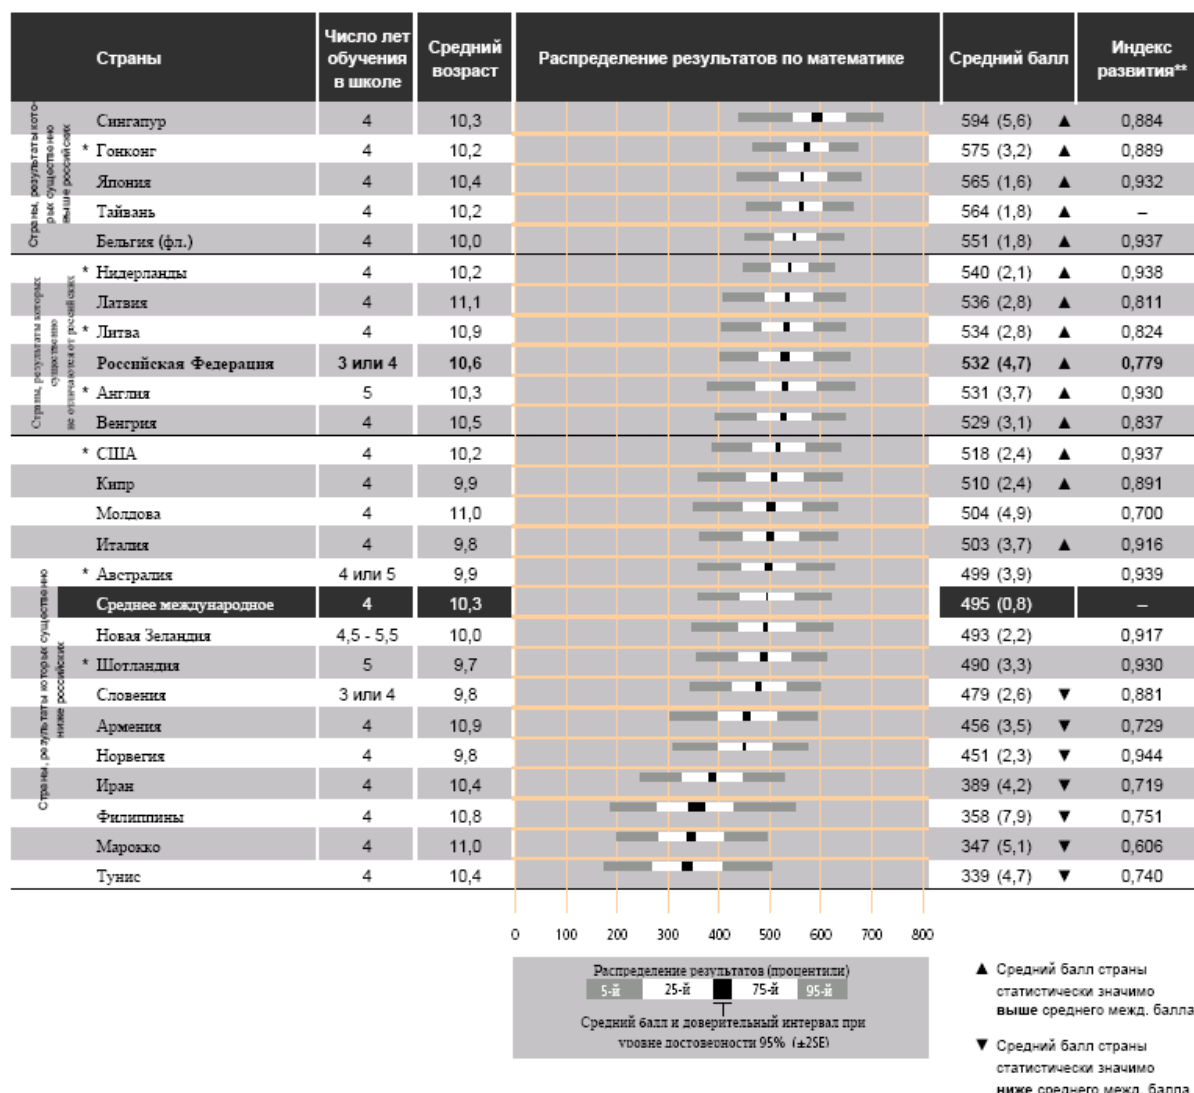 Страны
Число лет обучения в школе
Средний возраст
Распределение результатов по математике
Средний балл
Индекс развития**
Страны, результаты кото-
рых существенно
выше российских
Сингапур 4 10,3 594 (5,6) ▲ 0,884
* Гонконг 4 10,2 575 (3,2) ▲ 0,889
Япония 4 10,4 565 (1,6) ▲ 0,932
Тайвань 4 10,2 564 (1,8) ▲ –
Бельгия (фл.) 4 10,0 551 (1,8) ▲ 0,937
Страны, результаты которых
существенно
не отличаются от российских
* Нидерланды 4 10,2 540 (2,1) ▲ 0,938
Латвия 4 11,1 536 (2,8) ▲ 0,811
* Литва 4 10,9 534 (2,8) ▲ 0,824
Российская Федерация 3 или 4 10,6 532 (4,7) ▲ 0,779
* Англия 5 10,3 531 (3,7) ▲ 0,930
Венгрия 4 10,5 529 (3,1) ▲ 0,837
Страны, результаты которых существенно
ниже российских
* США 4 10,2 518 (2,4) ▲ 0,937
Кипр 4 9,9 510 (2,4) ▲ 0,891
Молдова 4 11,0 504 (4,9) 0,700
Италия 4 9,8 503 (3,7) ▲ 0,916
* Австралия 4 или 5 9,9 499 (3,9) 0,939
Среднее международное 4 10,3 495 (0,8) –
Новая Зеландия 4,5 - 5,5 10,0 493 (2,2) 0,917
* Шотландия 5 9,7 490 (3,3) 0,930
Словения 3 или 4 9,8 479 (2,6) ▼ 0,881
Армения 4 10,9 456 (3,5) ▼ 0,729
Норвегия 4 9,8 451 (2,3) ▼ 0,944
Иран 4 10,4 389 (4,2) ▼ 0,719
Филиппины 4 10,8 358 (7,9) ▼ 0,751
Марокко 4 11,0 347 (5,1) ▼ 0,606
Тунис 4 10,4 339 (4,7) ▼ 0,740
0 100 200 300 400 500 600 700 800
Распределение результатов (процентили)
5-й 25-й 75-й 95-й
Средний балл и доверительный интервал при
уровне достоверности 95% (±2SE)
▲ Средний балл страны
статистически значимо
выше среднего межд. балла
▼ Средний балл страны
статистически значимо
ниже среднего межд. балла